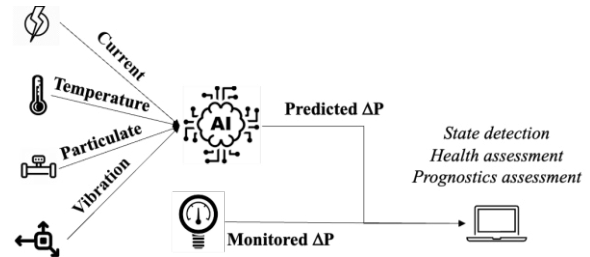 Current
Temperature
Particulate
Vibration
AI
Predicted ΔP
Monitored ΔP
State detection
Health assessment
Prognostics assessment